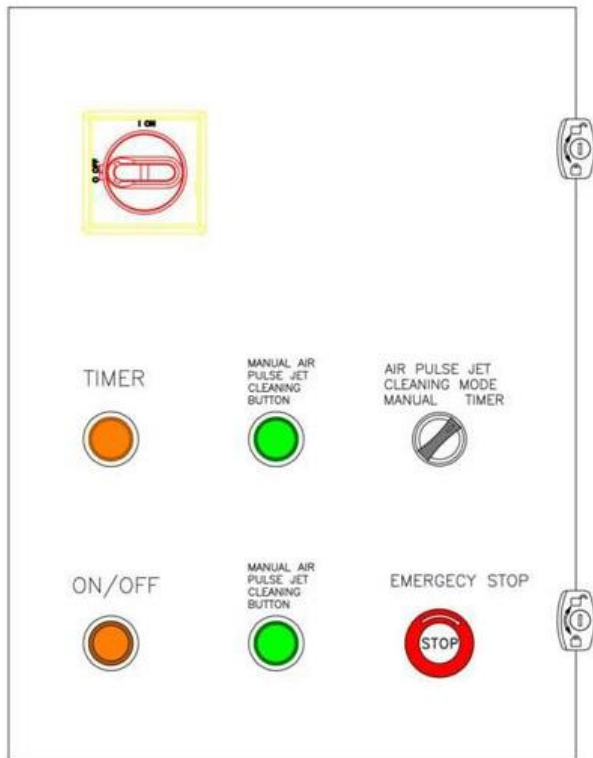 I ON
O OFF
TIMER
MANUAL AIR
PULSE JET
CLEANING
BUTTON
AIR PULSE JET
CLEANING MODE
MANUAL TIMER
ON/OFF
MANUAL AIR
PULSE JET
CLEANING
BUTTON
EMERGECY STOP
STOP